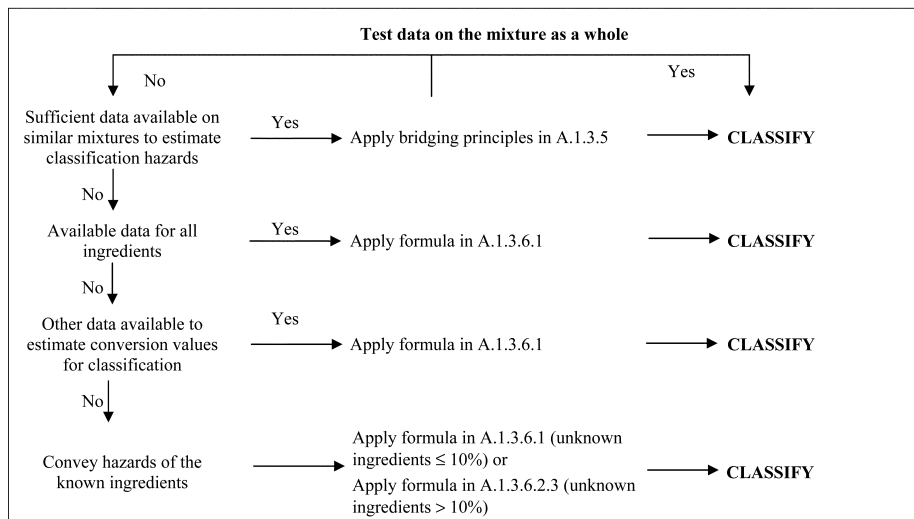 Test data on the mixture as a whole
No
Yes
Sufficient data available on
similar mixtures to estimate
classification hazards
Yes
Apply bridging principles in A.1.3.5
CLASSIFY
No
Available data for all
ingredients
Yes
Apply formula in A.1.3.6.1
CLASSIFY
No
Other data available to
estimate conversion values
for classification
Yes
Apply formula in A.1.3.6.1
CLASSIFY
No
Convey hazards of the
known ingredients
Apply formula in A.1.3.6.1 (unknown
ingredients ≤ 10%) or
Apply formula in A.1.3.6.2.3 (unknown
ingredients > 10%)
CLASSIFY